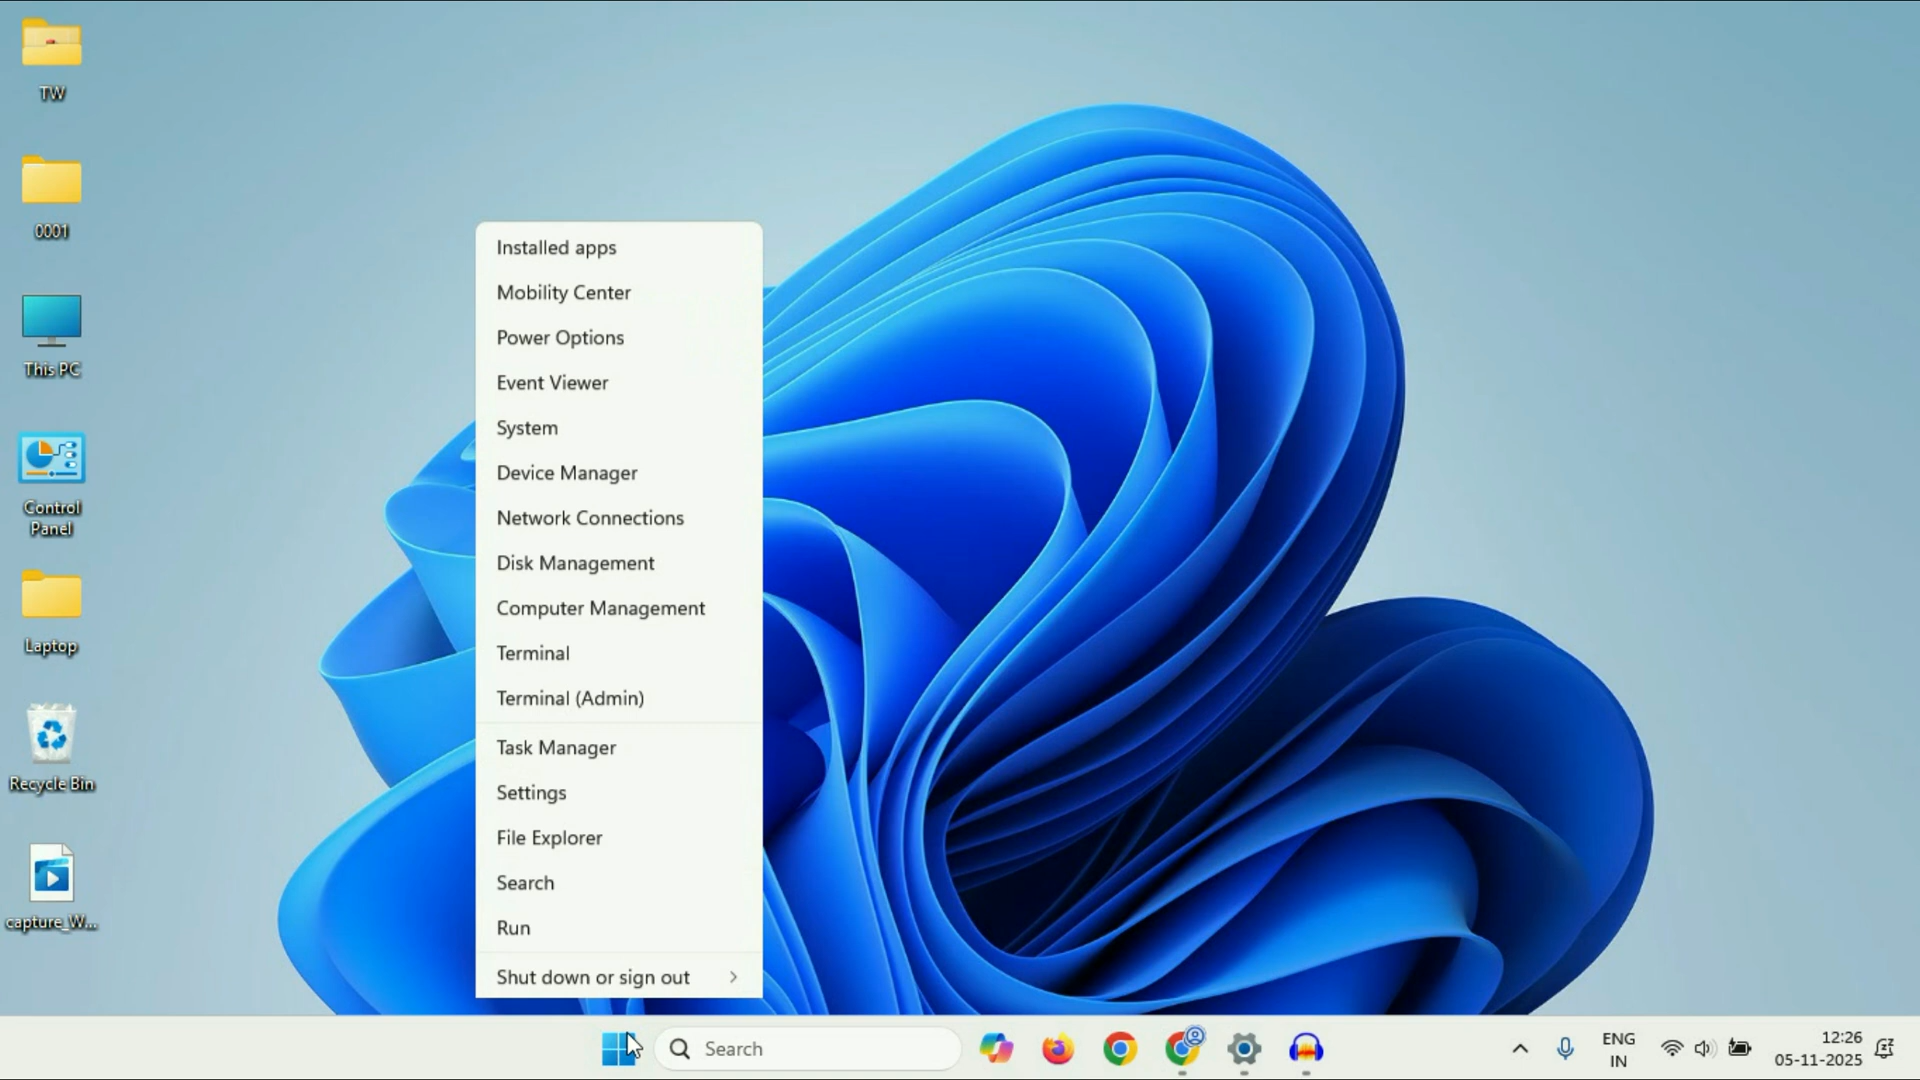 TW
0001
This PC
Control
Panel
Laptop
Recycle Bin
capture_W...
Installed apps
Mobility Center
Power Options
Event Viewer
System
Device Manager
Network Connections
Disk Management
Computer Management
Terminal
Terminal (Admin)
Task Manager
Settings
File Explorer
Search
Run
Shut down or sign out
Search
ENG
IN
12:26
05-11-2025